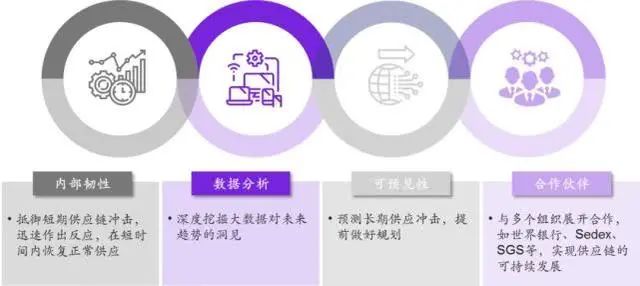 内部韧性
• 抵御短期供应链冲击，
迅速作出反应，在短时
间内恢复正常供应
数据分析
• 深度挖掘大数据对未来
趋势的洞见
可预见性
• 预测长期供应冲击，提
前做好规划
合作伙伴
• 与多个组织展开合作，
如世界银行、Sedex、
SGS等，实现供应链的
可持续发展